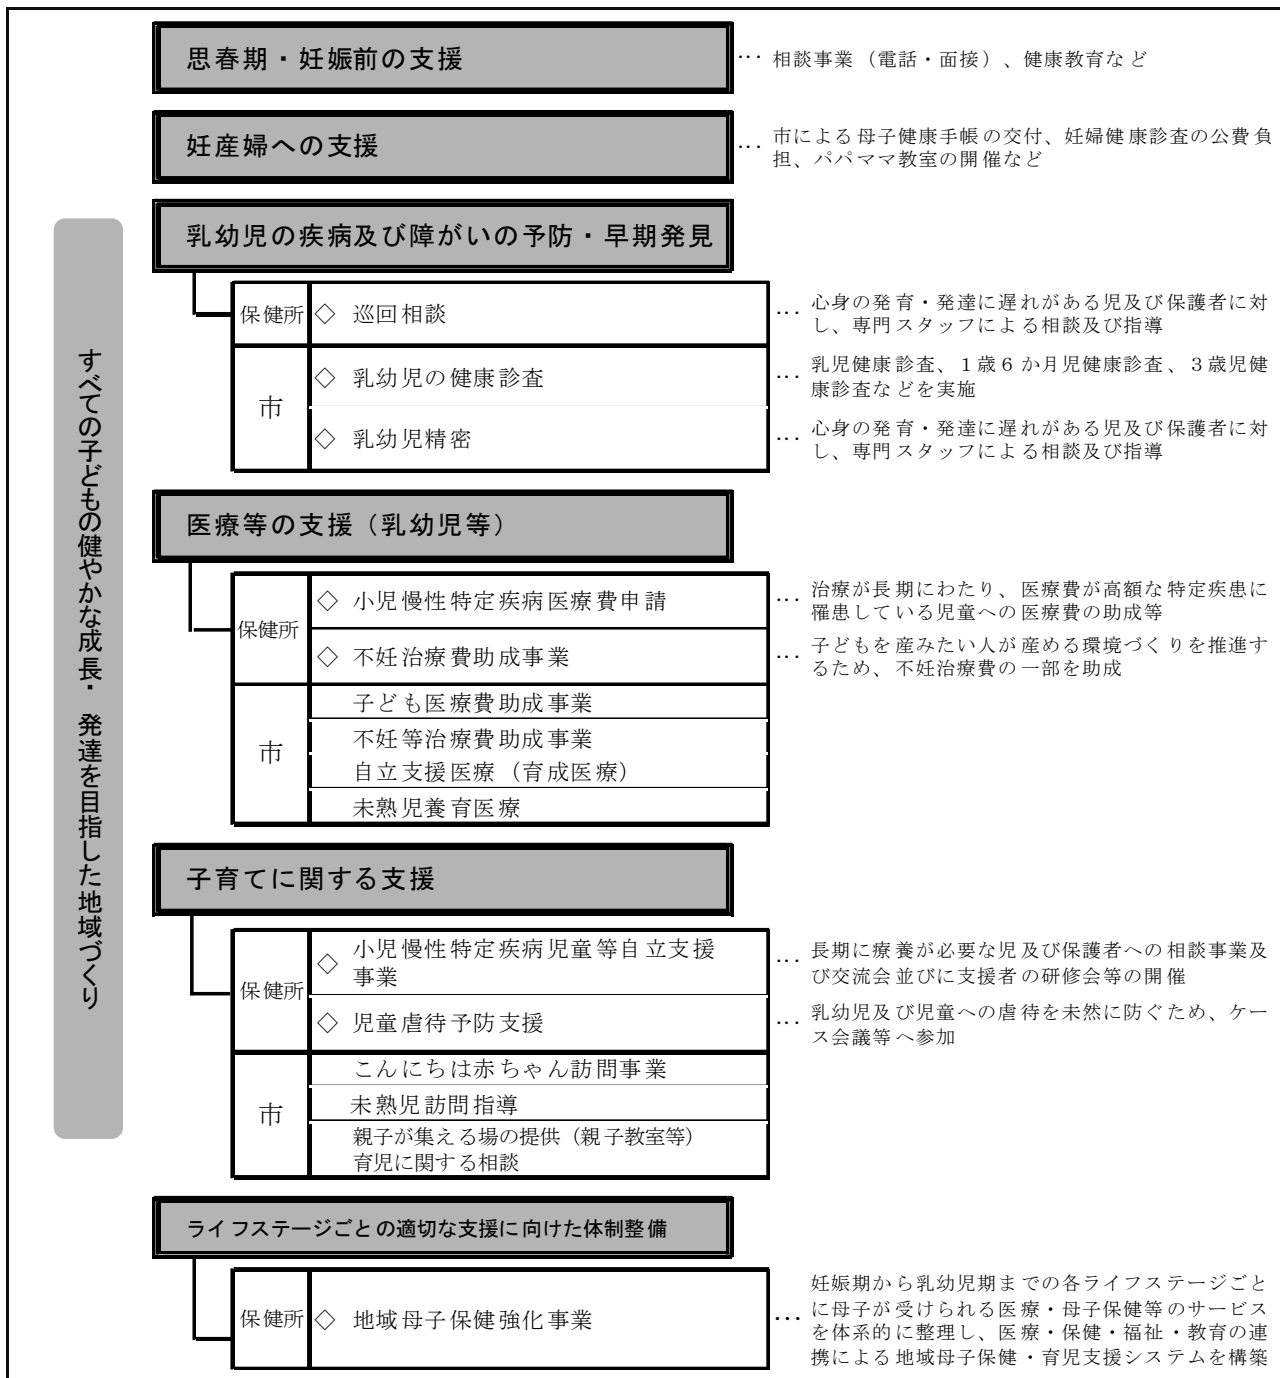 思春期・妊娠前の支援
… 相談事業（電話・面接）、健康教育など
妊産婦への支援
… 市による母子健康手帳の交付、妊婦健康診査の公費負
担、パパママ教室の開催など
すべての子どもの健やかな成長・発達を目指した地域づくり
乳幼児の疾病及び障がいの予防・早期発見
保健所
◇ 巡回相談
… 心身の発育・発達に遅れがある児及び保護者に対
し、専門スタッフによる相談及び指導
市
◇ 乳幼児の健康診査
… 乳児健康診査、１歳６か月児健康診査、３歳児健
康診査などを実施
◇ 乳幼児精密
… 心身の発育・発達に遅れがある児及び保護者に対
し、専門スタッフによる相談及び指導
医療等の支援（乳幼児等）
保健所
◇ 小児慢性特定疾病医療費申請
… 治療が長期にわたり、医療費が高額な特定疾患に
罹患している児童への医療費の助成等
◇ 不妊治療費助成事業
… 子どもを産みたい人が産める環境づくりを推進す
るため、不妊治療費の一部を助成
市
子ども医療費助成事業
不妊等治療費助成事業
自立支援医療（育成医療）
未熟児養育医療
子育てに関する支援
保健所
◇ 小児慢性特定疾病児童等自立支援
事業
… 長期に療養が必要な児及び保護者への相談事業及
び交流会並びに支援者の研修会等の開催
◇ 児童虐待予防支援
… 乳幼児及び児童への虐待を未然に防ぐため、ケー
ス会議等へ参加
市
こんにちは赤ちゃん訪問事業
未熟児訪問指導
親子が集える場の提供（親子教室等）
育児に関する相談
ライフステージごとの適切な支援に向けた体制整備
保健所
◇ 地域母子保健強化事業
… 妊娠期から乳幼児期までの各ライフステージごと
に母子が受けられる医療・母子保健等のサービス
を体系的に整理し、医療・保健・福祉・教育の連
携による地域母子保健・育児支援システムを構築